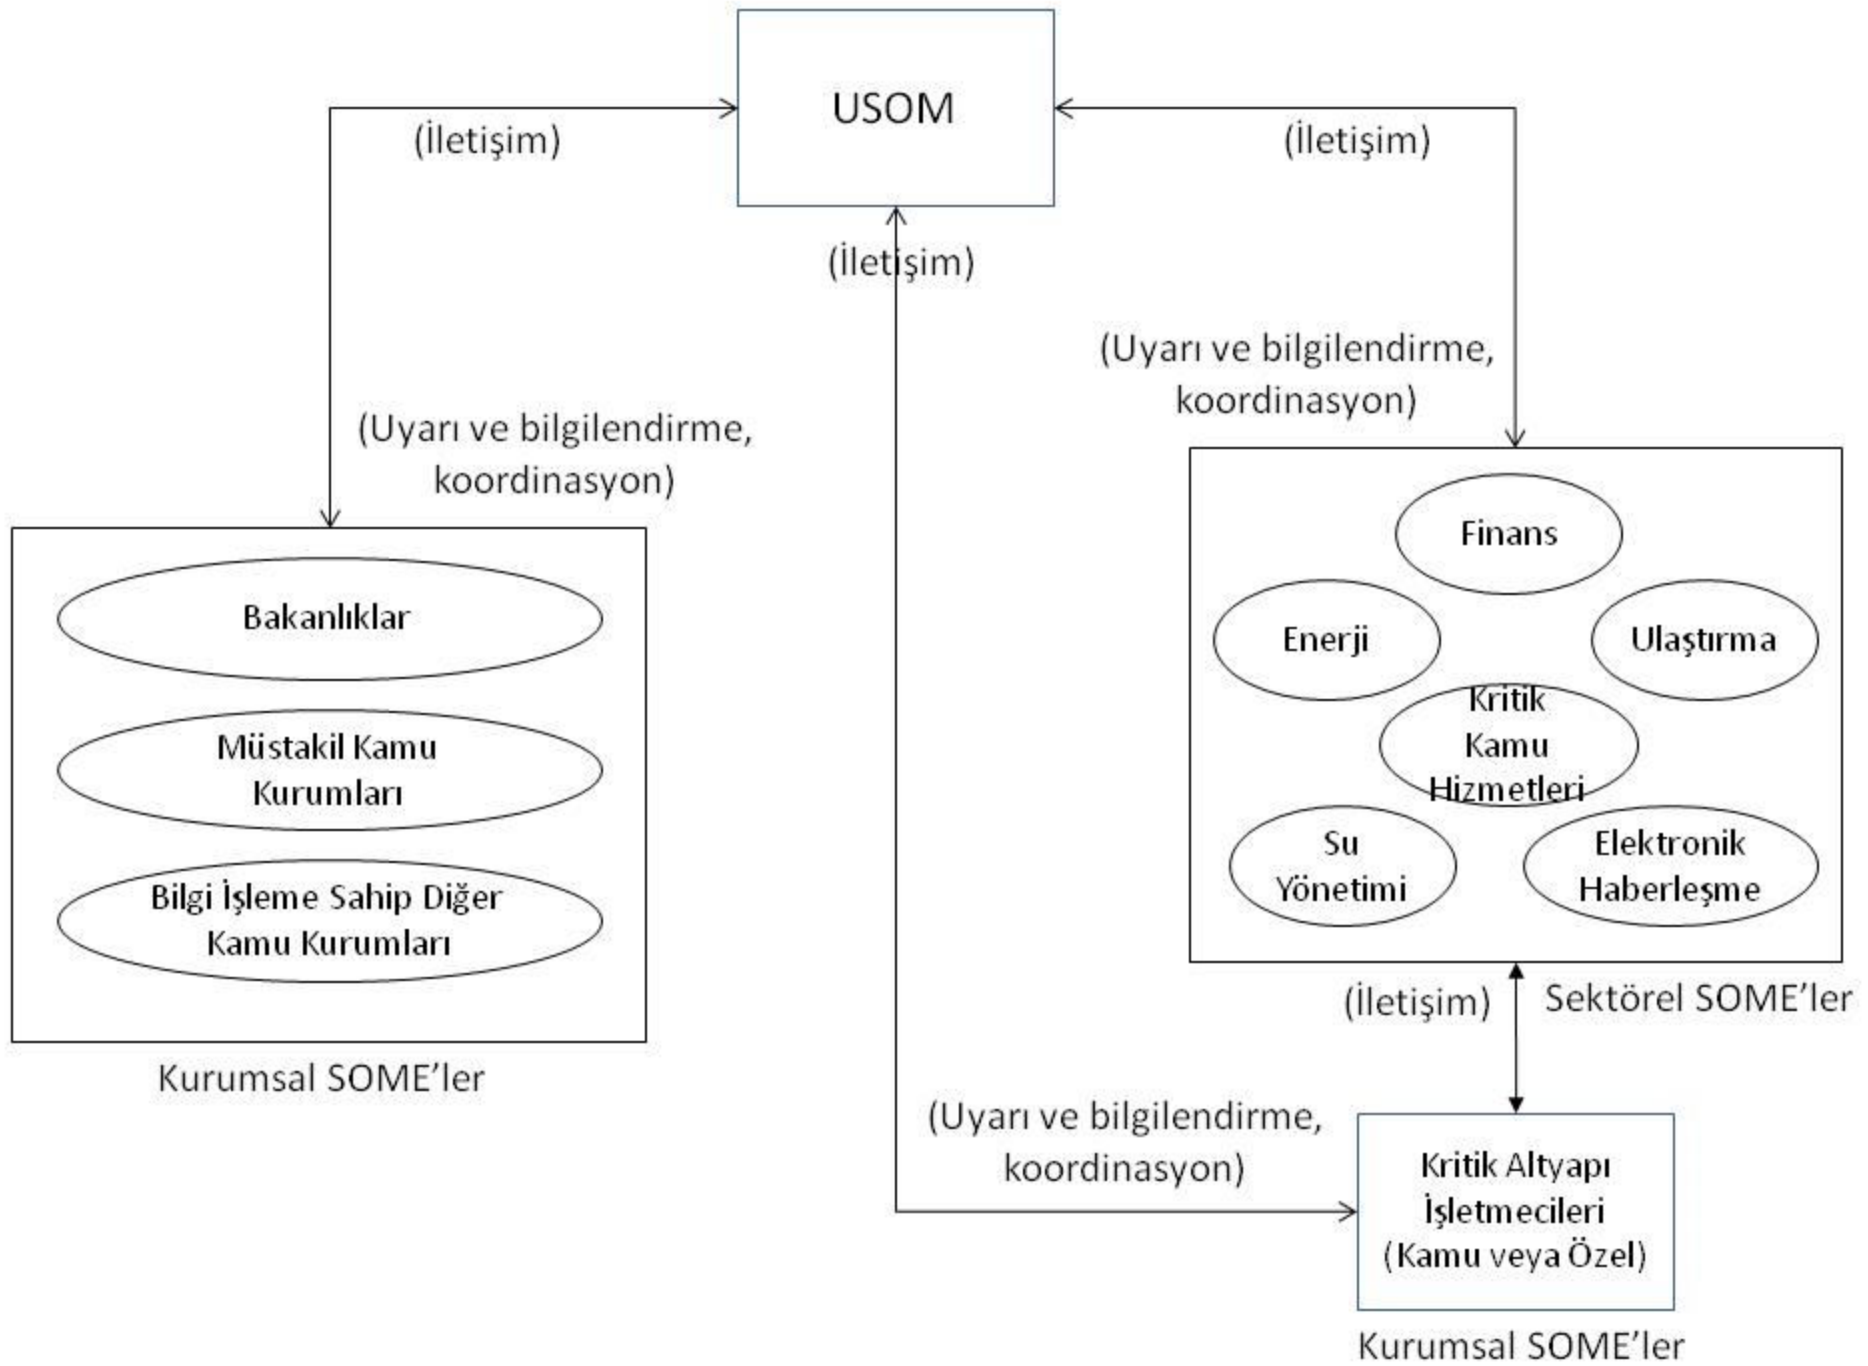 USOM
(İletişim)
(İletişim)
(İletişim)
(Uyarı ve bilgilendirme,
koordinasyon)
(Uyarı ve bilgilendirme,
koordinasyon)
Bakanlıklar
Müstakil Kamu
Kurumları
Bilgi İşleme Sahip Diğer
Kamu Kurumları
Kurumsal SOME’ler
Finans
Enerji
Ulaştırma
Kritik
Kamu
Hizmetleri
Su
Yönetimi
Elektronik
Haberleşme
(İletişim)
Sektörel SOME’ler
(Uyarı ve bilgilendirme,
koordinasyon)
Kritik Altyapı
İşletmecileri
(Kamu veya Özel)
Kurumsal SOME’ler